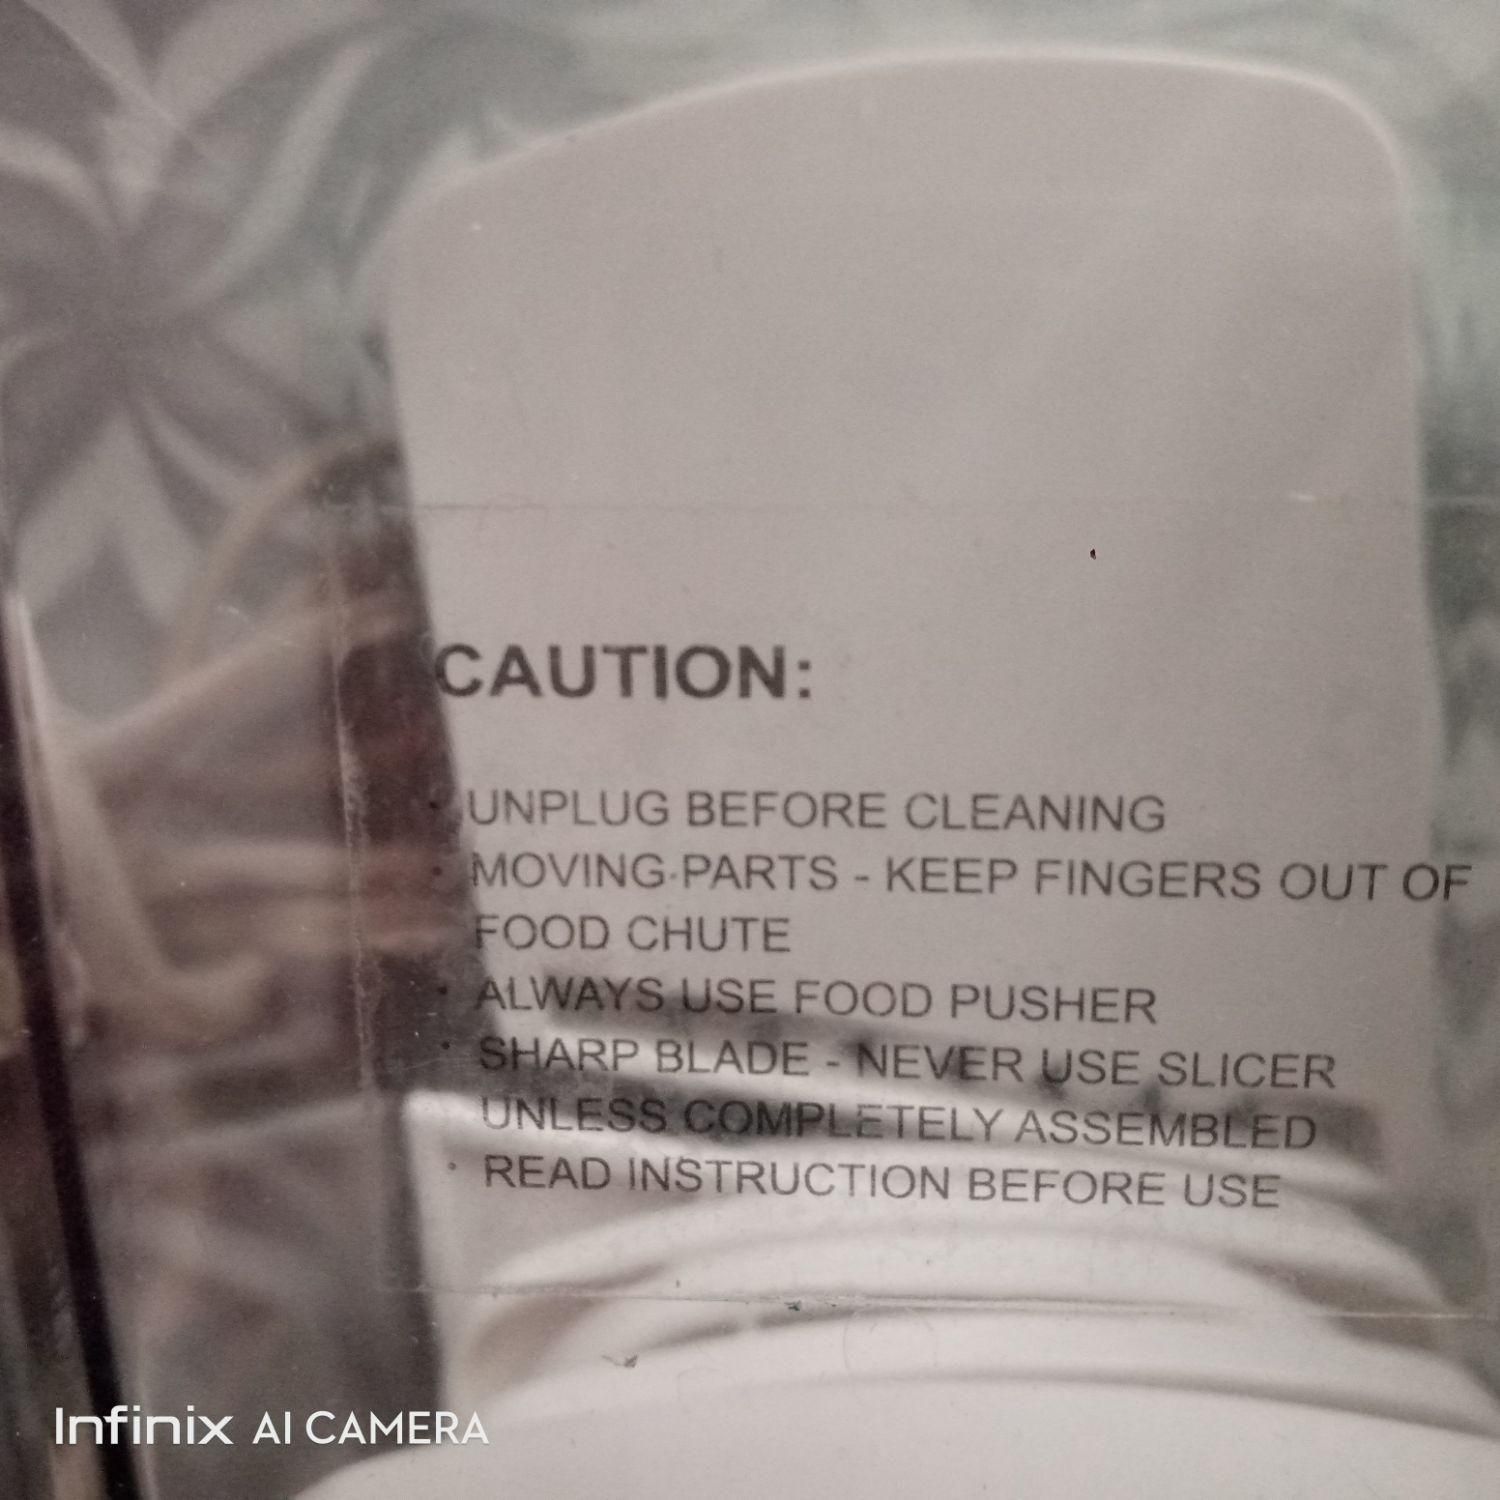 CAUTION:
· UNPLUG BEFORE CLEANING
· MOVING·PARTS - KEEP FINGERS OUT OF
FOOD CHUTE
· ALWAYS USE FOOD PUSHER
· SHARP BLADE - NEVER USE SLICER
UNLESS COMPLETELY ASSEMBLED
· READ INSTRUCTION BEFORE USE
Infinix AI CAMERA